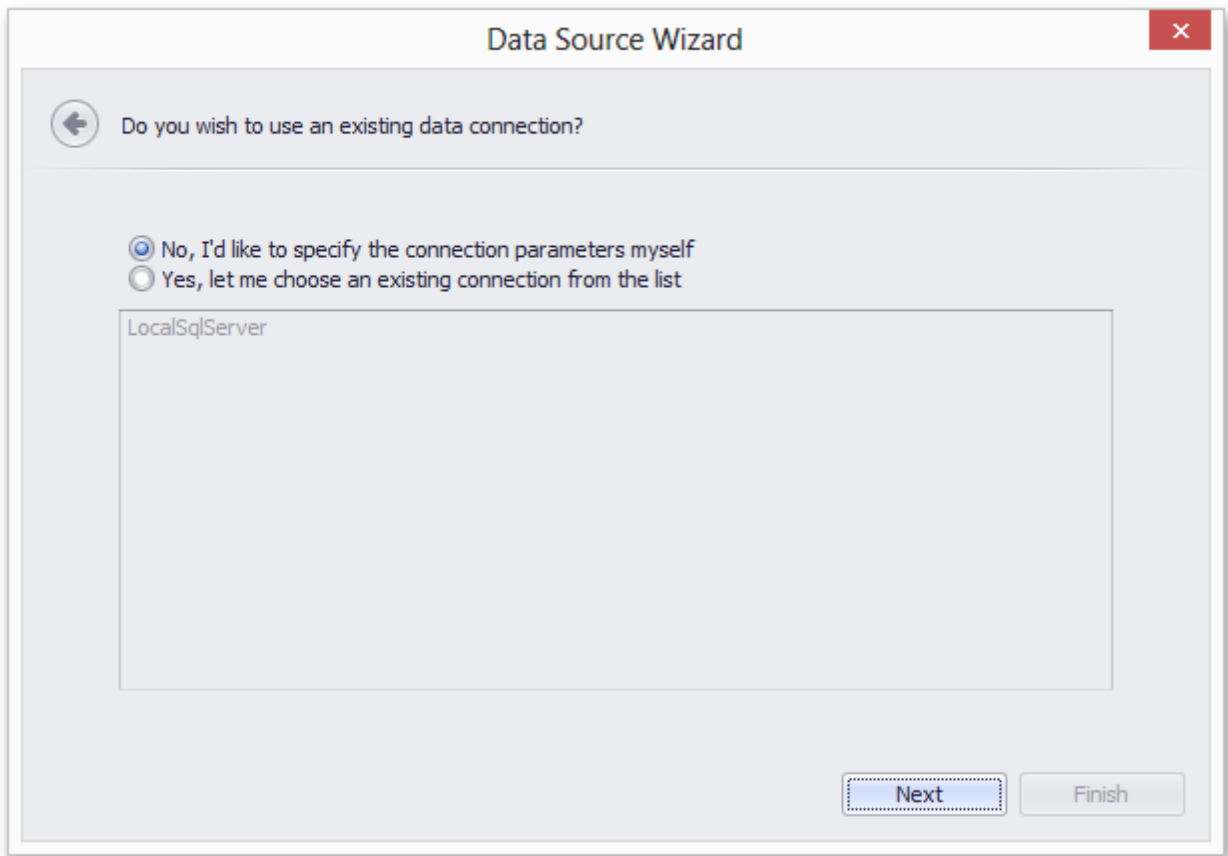 Data Source Wizard
Do you wish to use an existing data connection?
No, I'd like to specify the connection parameters myself
Yes, let me choose an existing connection from the list
LocalSqlServer
Next
Finish